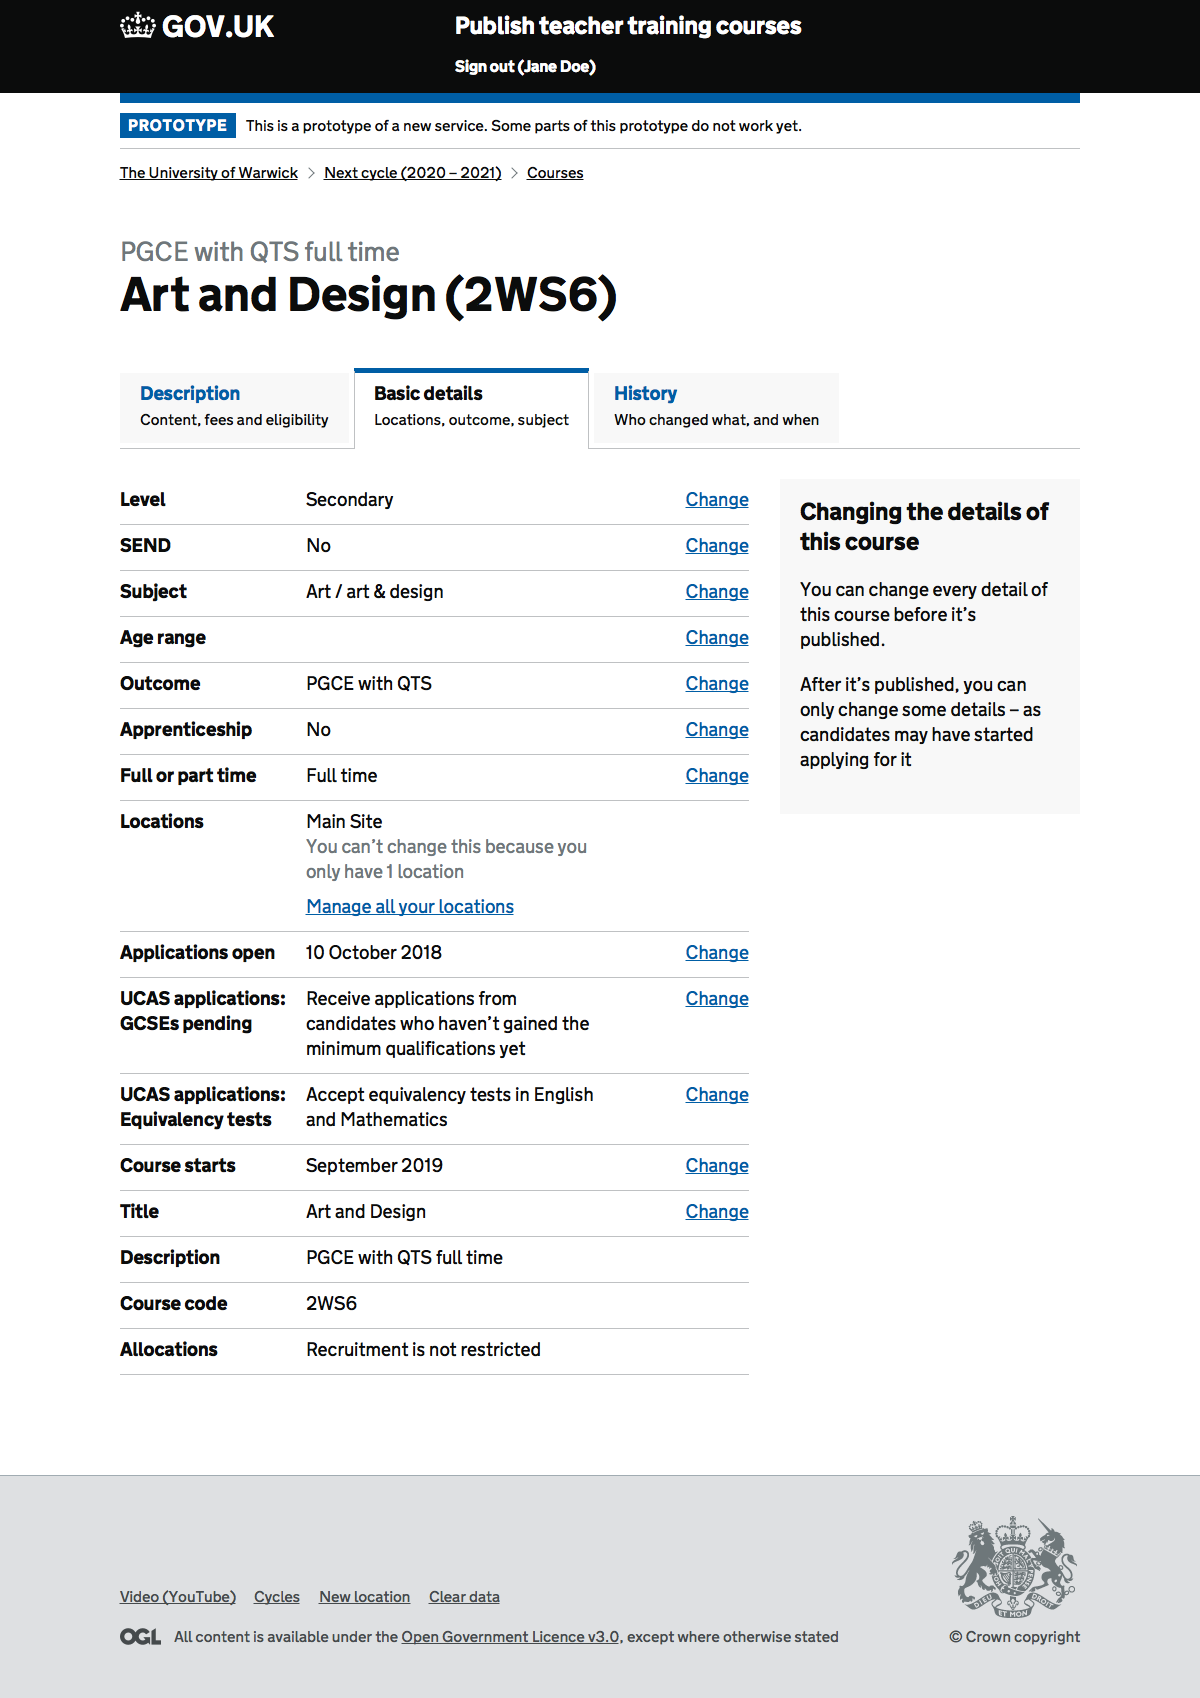 GOV.UK
Publish teacher training courses
Sign out (Jane Doe)
PROTOTYPE This is a prototype of a new service. Some parts of this prototype do not work yet.
The University of Warwick > Next cycle (2020 – 2021) > Courses
PGCE with QTS full time
Art and Design (2WS6)
Description
Content, fees and eligibility
Basic details
Locations, outcome, subject
History
Who changed what, and when
Level Secondary Change
SEND No Change
Subject Art / art & design Change
Age range Change
Outcome PGCE with QTS Change
Apprenticeship No Change
Full or part time Full time Change
Locations Main Site
You can’t change this because you
only have 1 location
Manage all your locations
Applications open 10 October 2018 Change
UCAS applications: Receive applications from Change
GCSEs pending candidates who haven’t gained the
minimum qualifications yet
UCAS applications: Accept equivalency tests in English Change
Equivalency tests and Mathematics
Course starts September 2019 Change
Title Art and Design Change
Description PGCE with QTS full time
Course code 2WS6
Allocations Recruitment is not restricted
Changing the details of
this course
You can change every detail of
this course before it’s
published.
After it’s published, you can
only change some details – as
candidates may have started
applying for it
Video (YouTube) Cycles New location Clear data
OGL All content is available under the Open Government Licence v3.0, except where otherwise stated
DIEU ET MON DROIT
© Crown copyright